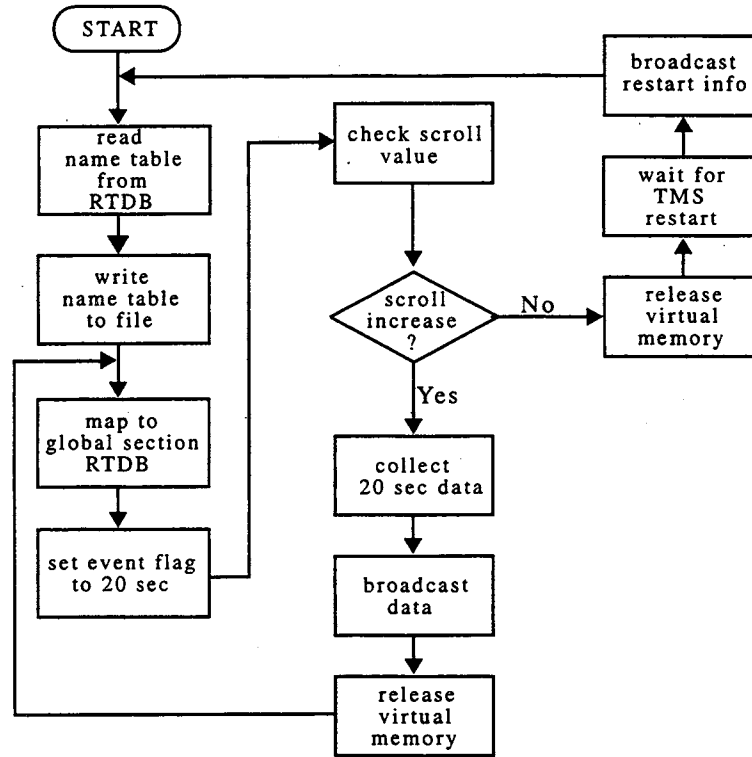 START
read
name table
from
RTDB
write
name table
to file
map to
global section
RTDB
set event flag
to 20 sec
check scroll
value
scroll
increase
?
No
Yes
collect
20 sec data
broadcast
data
release
virtual
memory
release
virtual
memory
wait for
TMS
restart
broadcast
restart info